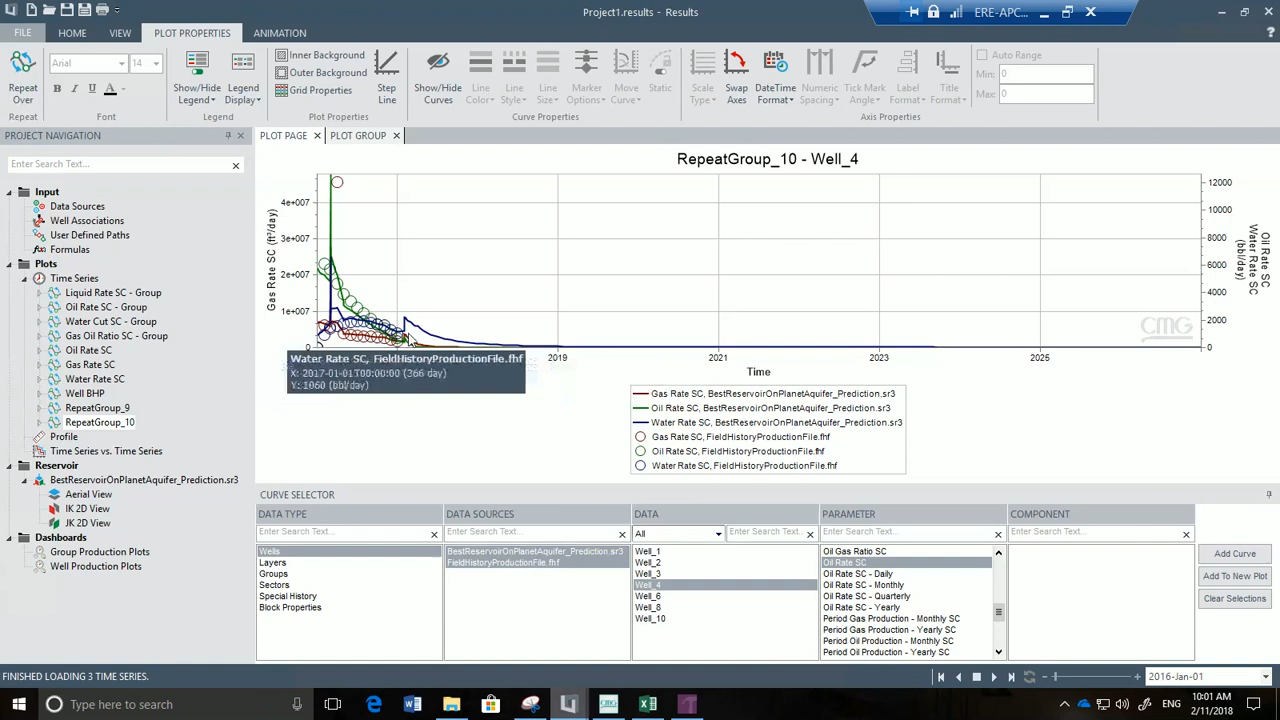 Project1.results - Results
ERE-APC...
FILE
HOME
VIEW
PLOT PROPERTIES
ANIMATION
Repeat Over
Repeat
Arial
14
B I U A
Font
Show/Hide Legend
Legend Display
Legend
Inner Background
Outer Background
Grid Properties
Plot Properties
Step Line
Show/Hide Curves
Line Color
Line Style
Line Size
Marker Options
Move Curve
Static
Curve Properties
Scale Type
Swap Axes
DateTime Format
Numeric Spacing
Tick Mark Angle
Label Format
Title Format
Auto Range
Min: 0
Max: 0
Axis Properties
PROJECT NAVIGATION
Enter Search Text...
Input
Data Sources
Well Associations
User Defined Paths
Formulas
Plots
Time Series
Liquid Rate SC - Group
Oil Rate SC - Group
Water Cut SC - Group
Gas Oil Ratio SC - Group
Oil Rate SC
Gas Rate SC
Water Rate SC
Well BHP
RepeatGroup_9
RepeatGroup_10
Profile
Time Series vs. Time Series
Reservoir
BestReservoirOnPlanetAquifer_Prediction.sr3
Aerial View
IK 2D View
JK 2D View
Dashboards
Group Production Plots
Well Production Plots
PLOT PAGE
PLOT GROUP
RepeatGroup_10 - Well_4
Gas Rate SC (ft³/day)
4e+007
3e+007
2e+007
1e+007
0
12000
10000
8000
6000
4000
2000
0
Oil Rate SC
Water Rate SC
(bbl/day)
CMG
2019
2021
2023
2025
Time
Water Rate SC, FieldHistoryProductionFile.fhf
X: 2017-01-01T00:00:00 (366 day)
Y: 1060 (bbl/day)
Gas Rate SC, BestReservoirOnPlanetAquifer_Prediction.sr3
Oil Rate SC, BestReservoirOnPlanetAquifer_Prediction.sr3
Water Rate SC, BestReservoirOnPlanetAquifer_Prediction.sr3
Gas Rate SC, FieldHistoryProductionFile.fhf
Oil Rate SC, FieldHistoryProductionFile.fhf
Water Rate SC, FieldHistoryProductionFile.fhf
CURVE SELECTOR
DATA TYPE
Enter Search Text...
Wells
Layers
Groups
Sectors
Special History
Block Properties
DATA SOURCES
Enter Search Text...
BestReservoirOnPlanetAquifer_Prediction.sr3
FieldHistoryProductionFile.fhf
DATA
All
Enter Search Text...
Well_1
Well_2
Well_3
Well_4
Well_6
Well_8
Well_10
PARAMETER
Enter Search Text...
Oil Gas Ratio SC
Oil Rate SC
Oil Rate SC - Daily
Oil Rate SC - Monthly
Oil Rate SC - Quarterly
Oil Rate SC - Yearly
Period Gas Production - Monthly SC
Period Gas Production - Yearly SC
Period Oil Production - Monthly SC
Period Oil Production - Yearly SC
COMPONENT
Enter Search Text...
Add Curve
Add To New Plot
Clear Selections
FINISHED LOADING 3 TIME SERIES.
2016-Jan-01
Type here to search
ENG
10:01 AM
2/11/2018